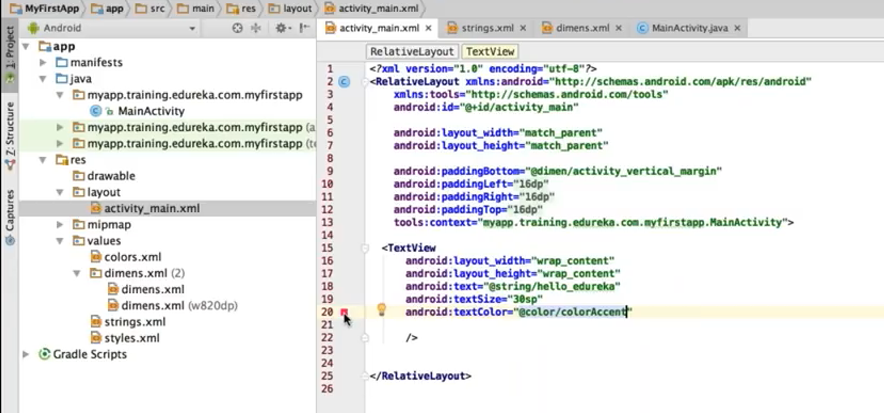 MyFirstApp app src main res layout activity_main.xml
Android
activity_main.xml strings.xml dimens.xml MainActivity.java
1: Project
7: Structure
Captures
app
manifests
java
myapp.training.edureka.com.myfirstapp
MainActivity
myapp.training.edureka.com.myfirstapp (a
myapp.training.edureka.com.myfirstapp (te
res
drawable
layout
activity_main.xml
mipmap
values
colors.xml
dimens.xml (2)
dimens.xml
dimens.xml (w820dp)
strings.xml
styles.xml
Gradle Scripts
RelativeLayout TextView
1 <?xml version="1.0" encoding="utf-8"?>
2 <RelativeLayout xmlns:android="http://schemas.android.com/apk/res/android"
3 xmlns:tools="http://schemas.android.com/tools"
4 android:id="@+id/activity_main"
5
6 android:layout_width="match_parent"
7 android:layout_height="match_parent"
8
9 android:paddingBottom="@dimen/activity_vertical_margin"
10 android:paddingLeft="16dp"
11 android:paddingRight="16dp"
12 android:paddingTop="16dp"
13 tools:context="myapp.training.edureka.com.myfirstapp.MainActivity">
14
15 <TextView
16 android:layout_width="wrap_content"
17 android:layout_height="wrap_content"
18 android:text="@string/hello_edureka"
19 android:textSize="30sp"
20 android:textColor="@color/colorAccent"
21
22 />
23
24
25 </RelativeLayout>
26